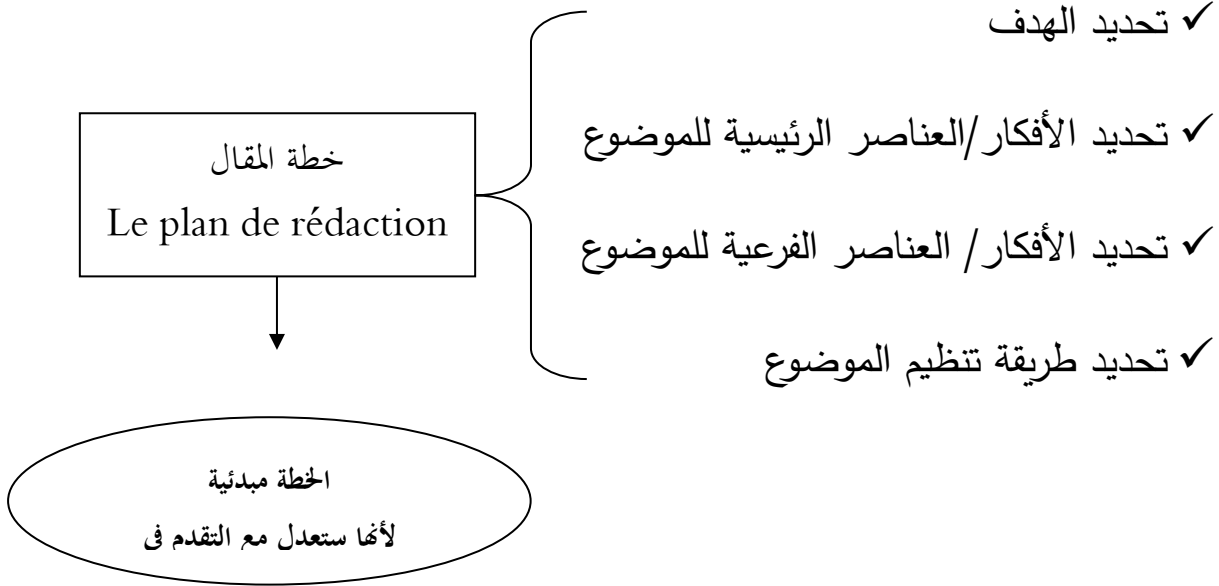 تحديد الهدف
تحديد الأفكار/العناصر الرئيسية للموضوع
خطة المقال
Le plan de rédaction
تحديد الأفكار/ العناصر الفرعية للموضوع
تحديد طريقة تنظيم الموضوع
الخطة مبدئية
لأنها ستعدل مع التقدم في